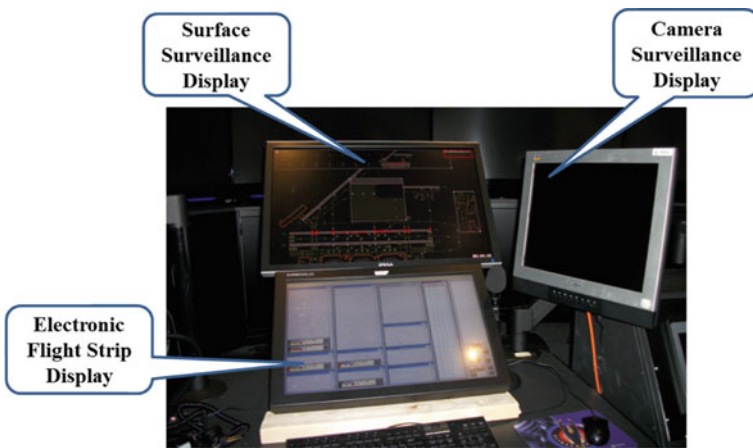 Surface
Surveillance
Display
Camera
Surveillance
Display
Electronic
Flight Strip
Display